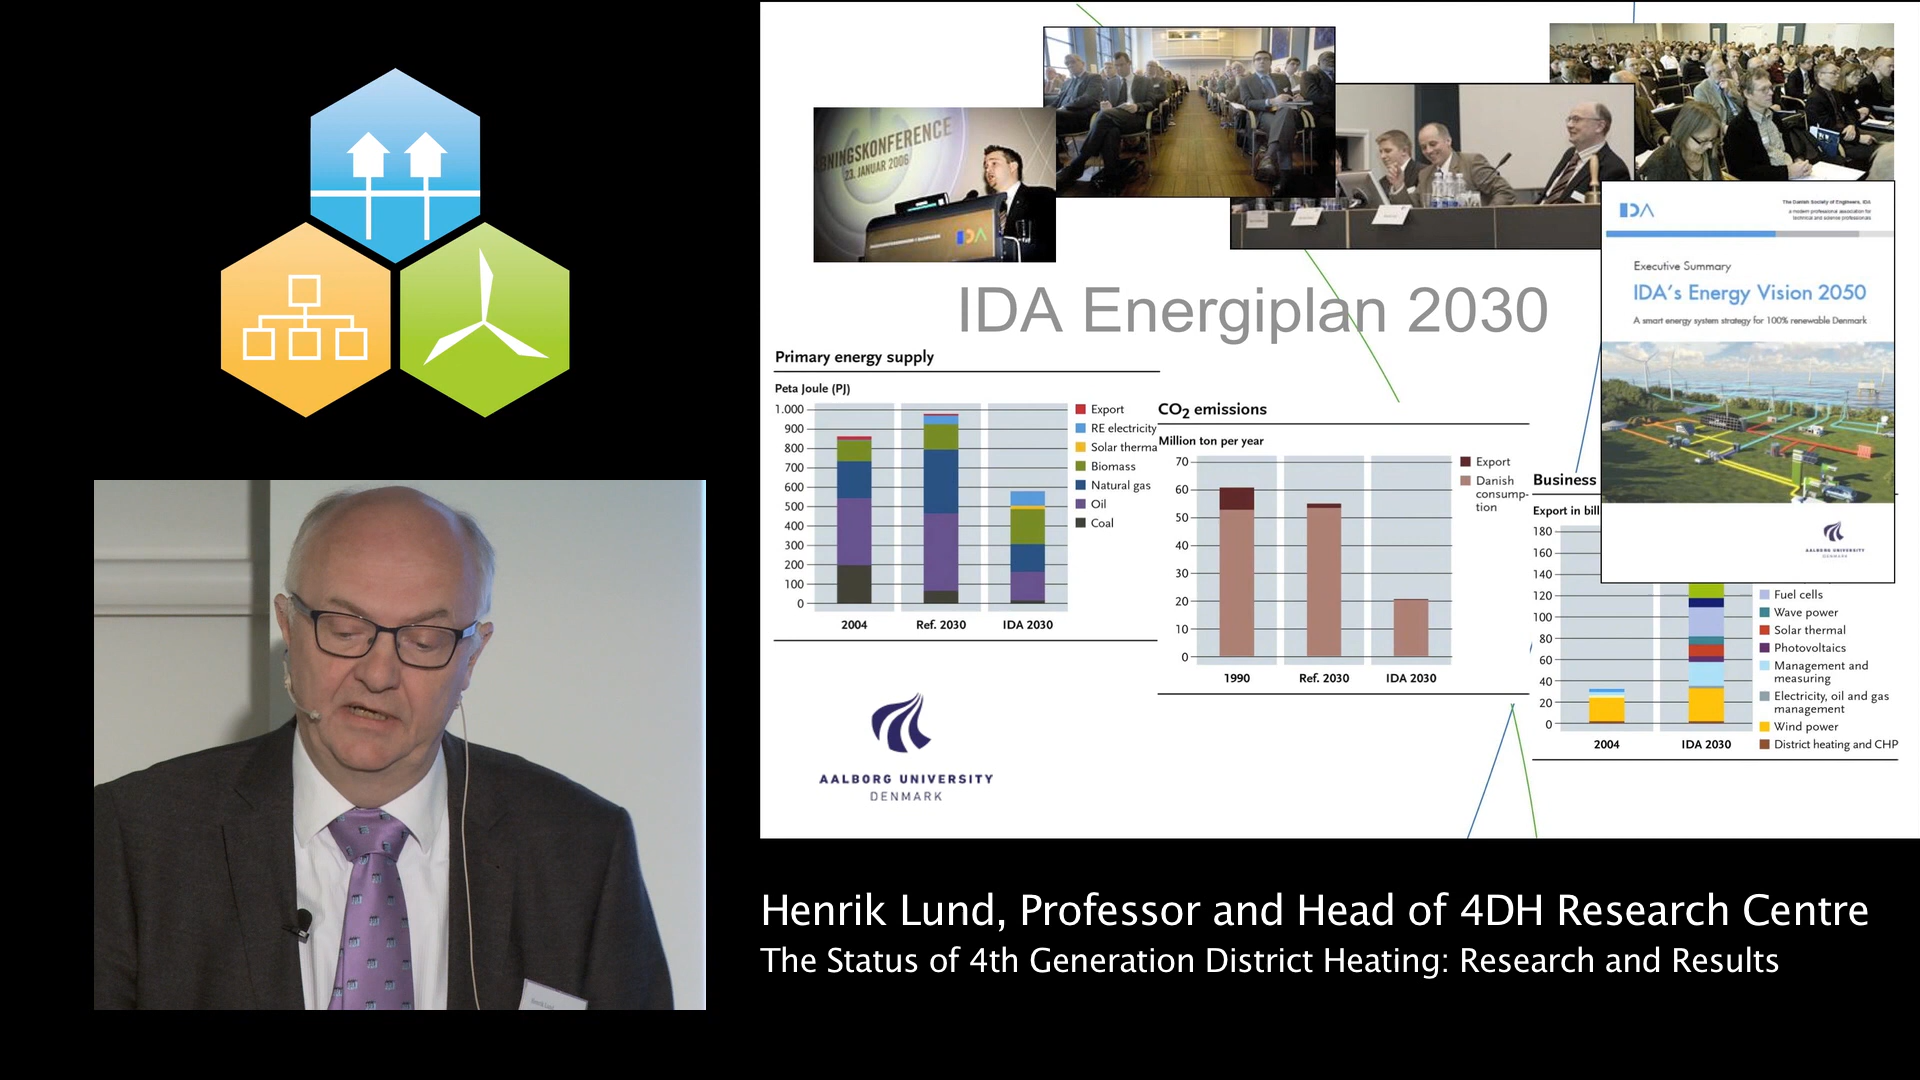 BNINGSKONFERENCE
23. JANUAR 2006
IDA
IDA
The Danish Society of Engineers, IDA
a modern professional association for
technical and science professionals
Executive Summary
IDA's Energy Vision 2050
A smart energy system strategy for 100% renewable Denmark
AALBORG UNIVERSITY
DENMARK
IDA Energiplan 2030
Primary energy supply
Peta Joule (PJ)
1.000
900
800
700
600
500
400
300
200
100
0
2004
Ref. 2030
IDA 2030
Export
RE electricity
Solar therma
Biomass
Natural gas
Oil
Coal
CO2 emissions
Million ton per year
70
60
50
40
30
20
10
0
1990
Ref. 2030
IDA 2030
Export
Danish
consump-
tion
Business
Export in bill
180
160
140
120
100
80
60
40
20
0
2004
IDA 2030
Fuel cells
Wave power
Solar thermal
Photovoltaics
Management and
measuring
Electricity, oil and gas
management
Wind power
District heating and CHP
AALBORG UNIVERSITY
DENMARK
Henrik Lund, Professor and Head of 4DH Research Centre
The Status of 4th Generation District Heating: Research and Results